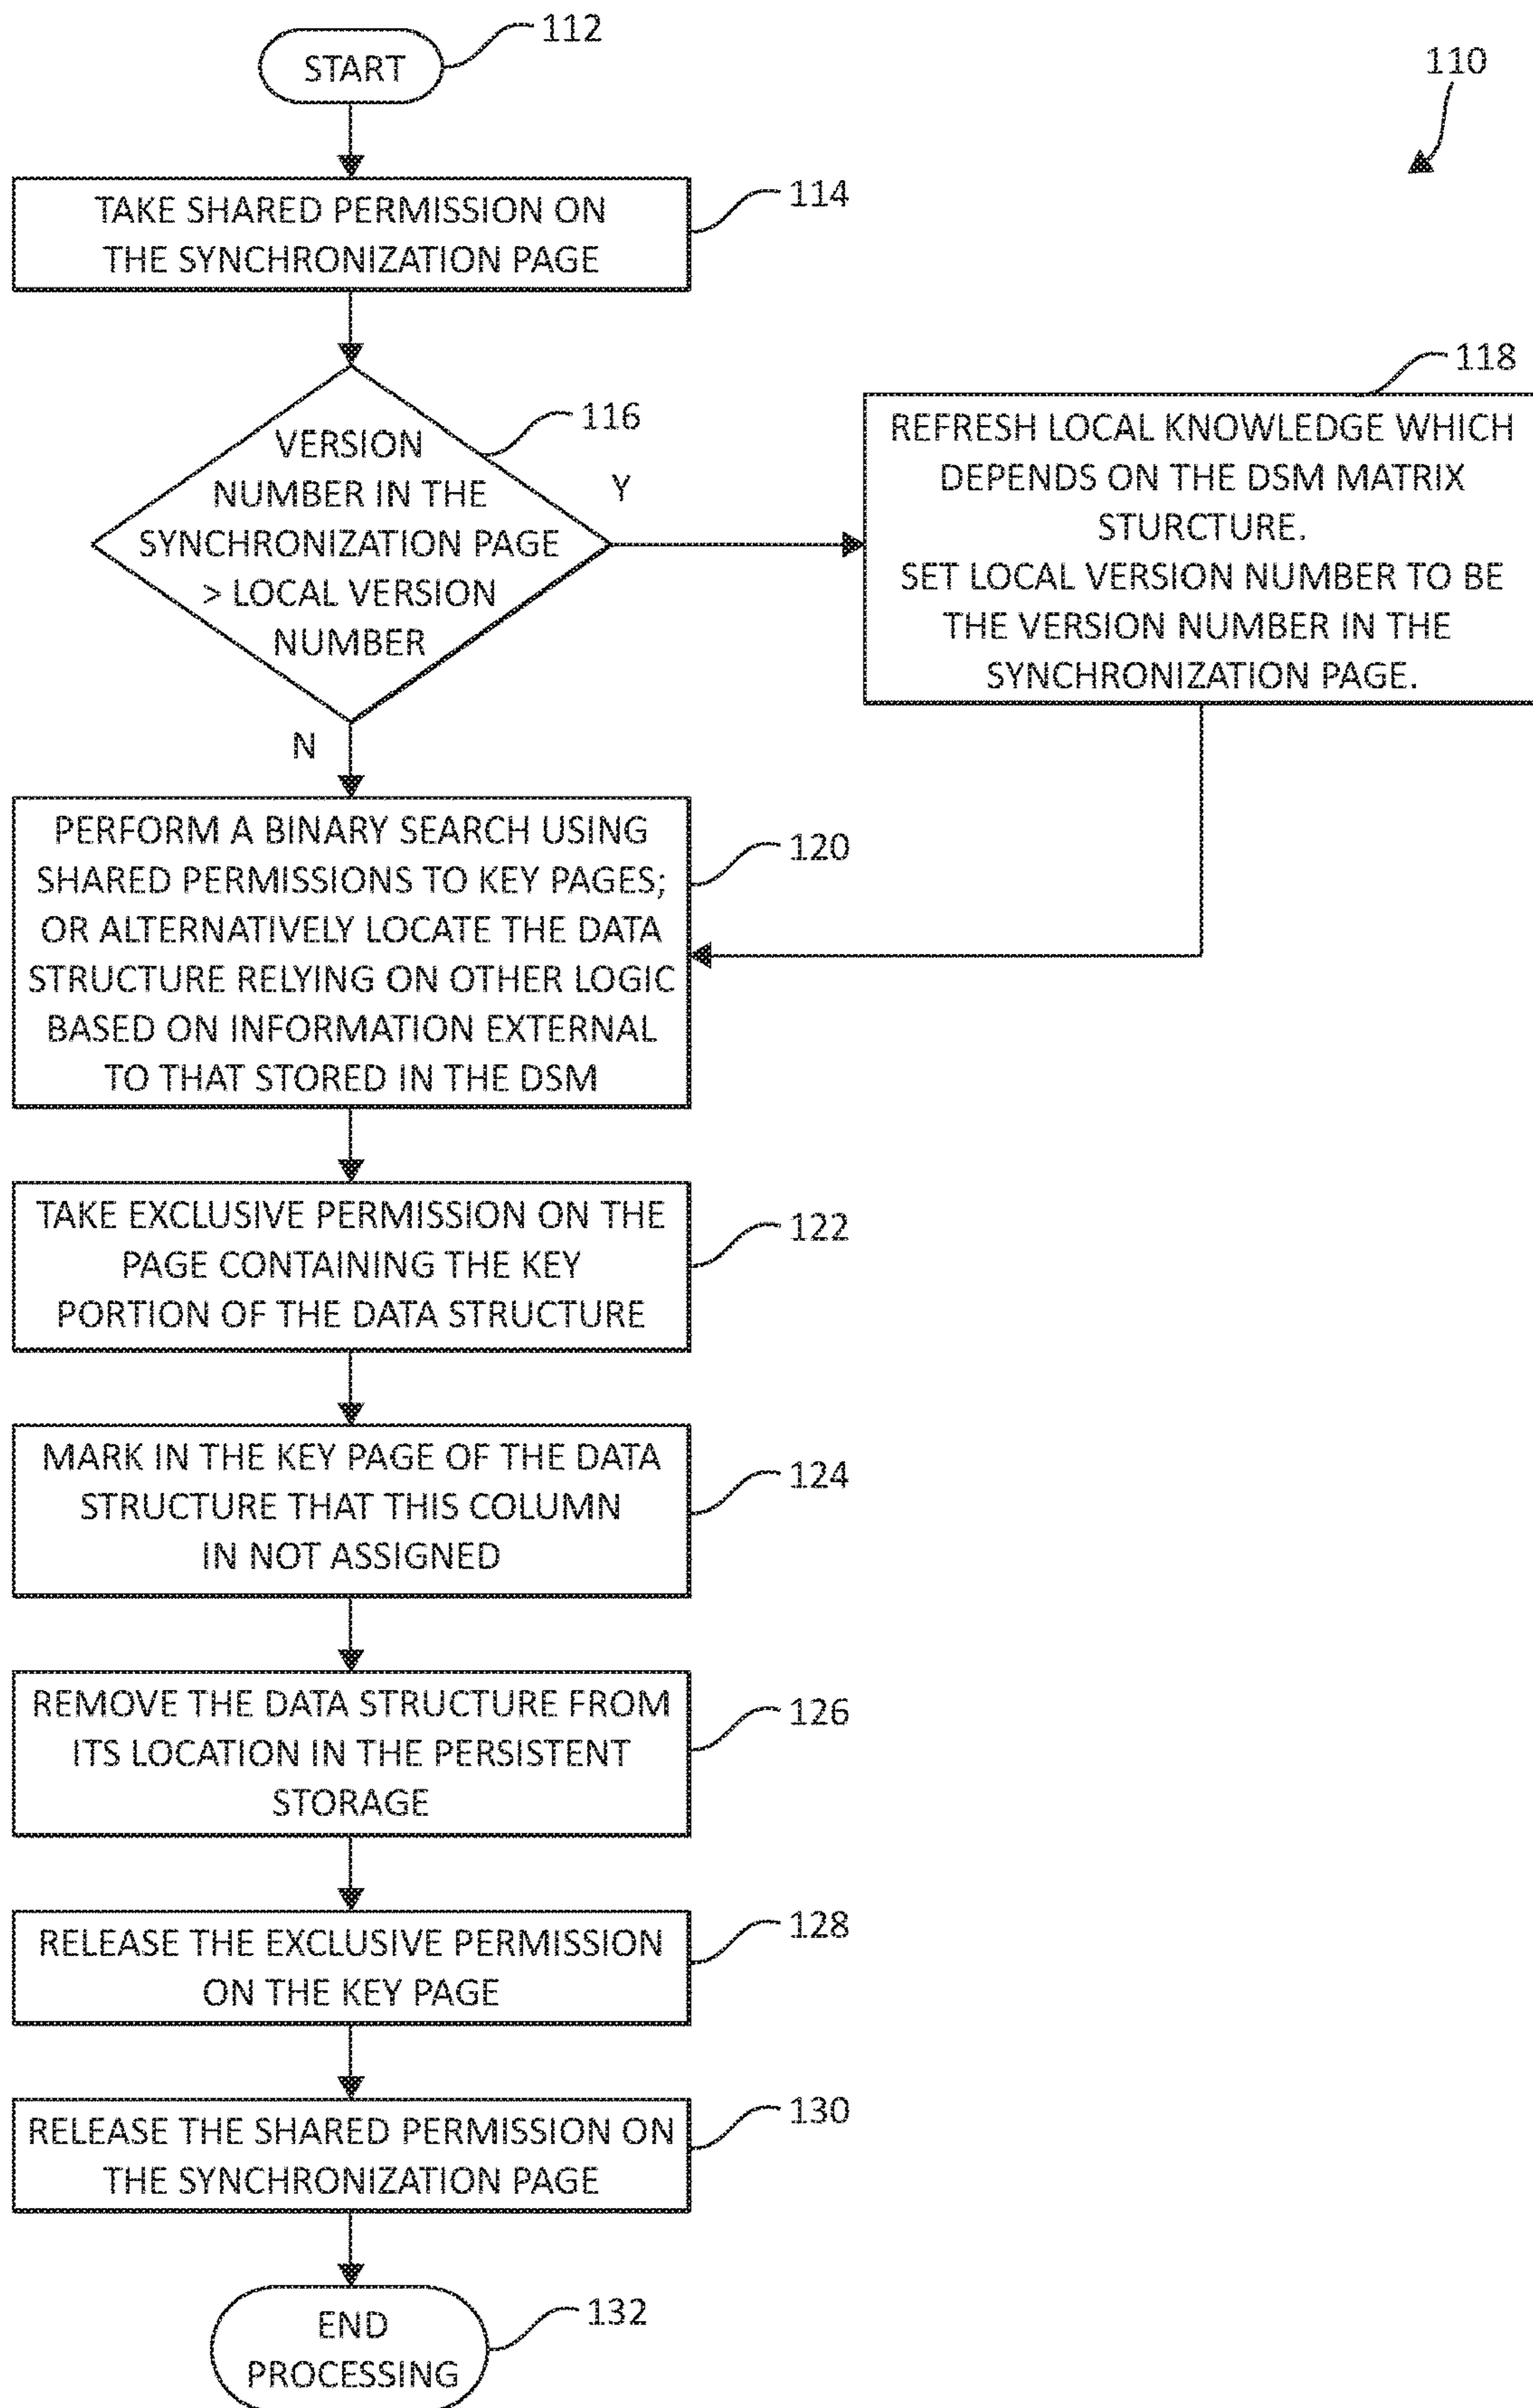 112
START
110
114
TAKE SHARED PERMISSION ON
THE SYNCHRONIZATION PAGE
116
VERSION
NUMBER IN THE
SYNCHRONIZATION PAGE
> LOCAL VERSION
NUMBER
Y
N
118
REFRESH LOCAL KNOWLEDGE WHICH
DEPENDS ON THE DSM MATRIX
STURCTURE.
SET LOCAL VERSION NUMBER TO BE
THE VERSION NUMBER IN THE
SYNCHRONIZATION PAGE.
120
PERFORM A BINARY SEARCH USING
SHARED PERMISSIONS TO KEY PAGES;
OR ALTERNATIVELY LOCATE THE DATA
STRUCTURE RELYING ON OTHER LOGIC
BASED ON INFORMATION EXTERNAL
TO THAT STORED IN THE DSM
122
TAKE EXCLUSIVE PERMISSION ON THE
PAGE CONTAINING THE KEY
PORTION OF THE DATA STRUCTURE
124
MARK IN THE KEY PAGE OF THE DATA
STRUCTURE THAT THIS COLUMN
IN NOT ASSIGNED
126
REMOVE THE DATA STRUCTURE FROM
ITS LOCATION IN THE PERSISTENT
STORAGE
128
RELEASE THE EXCLUSIVE PERMISSION
ON THE KEY PAGE
130
RELEASE THE SHARED PERMISSION ON
THE SYNCHRONIZATION PAGE
132
END
PROCESSING